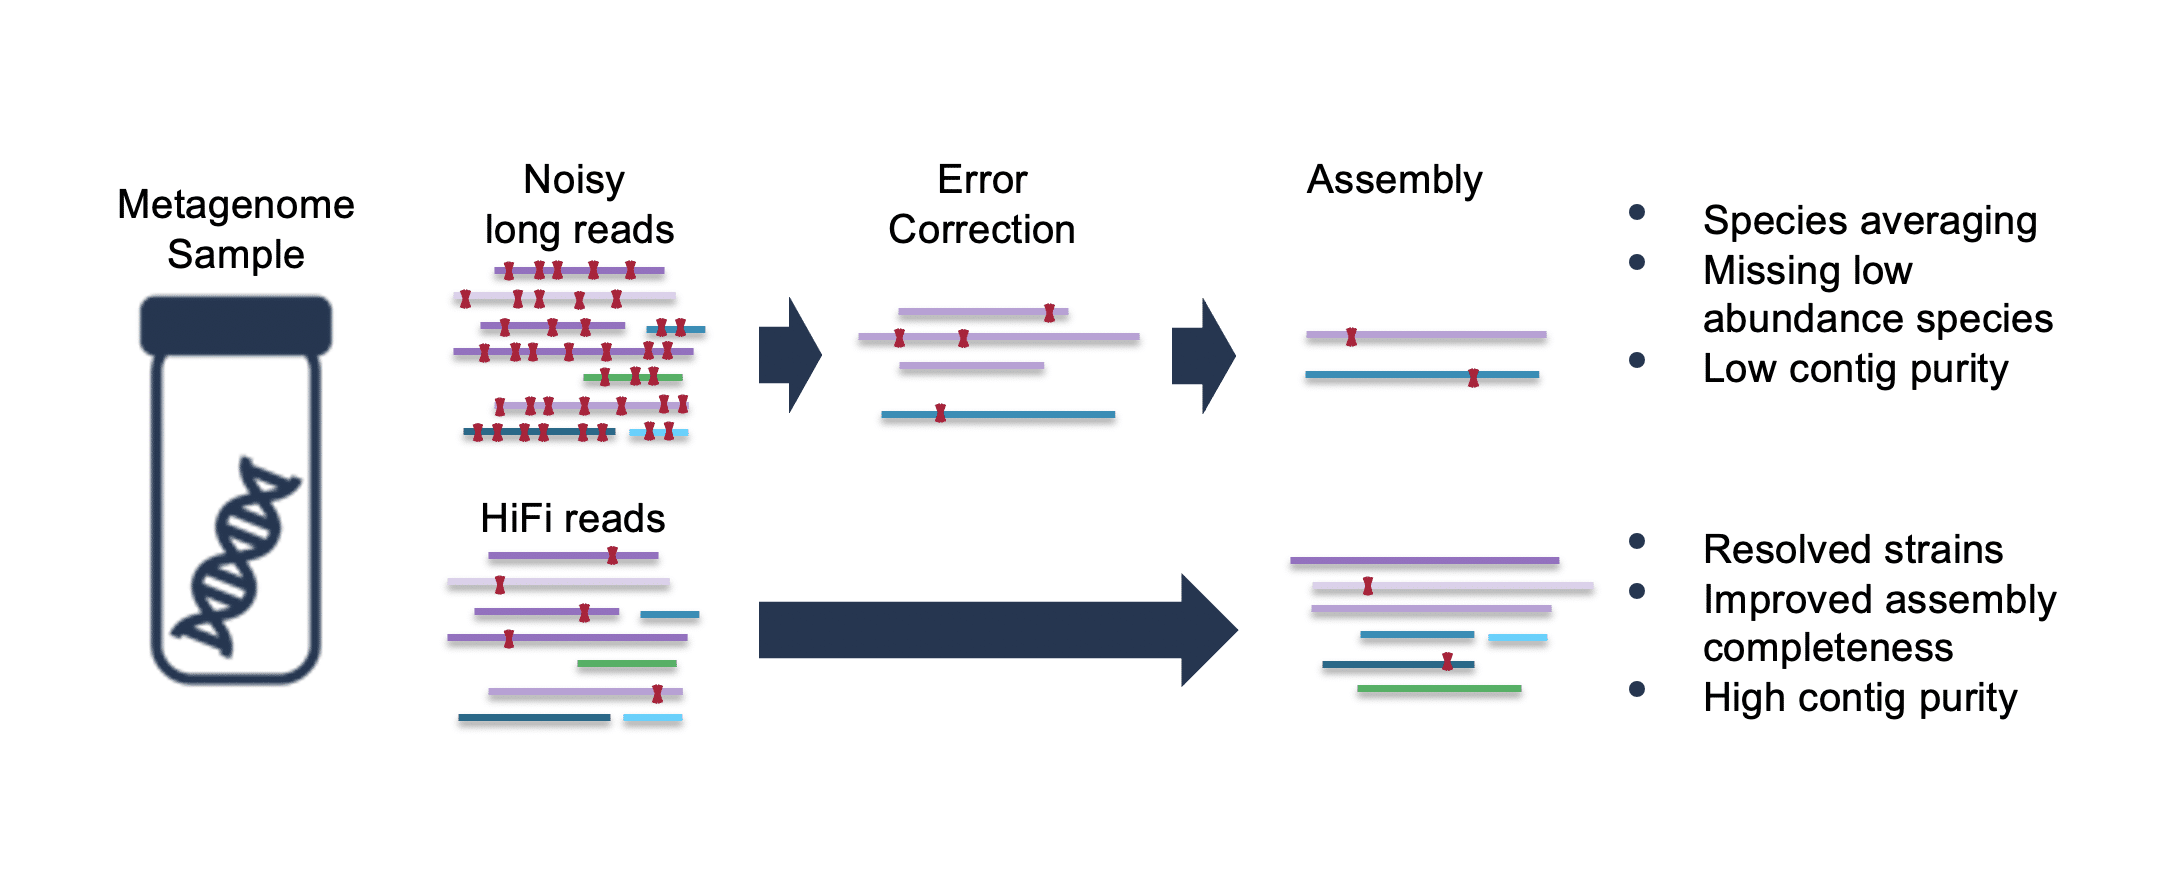 Metagenome
Sample
Noisy
long reads
Error
Correction
Assembly
• Species averaging
• Missing low
abundance species
• Low contig purity
HiFi reads
• Resolved strains
• Improved assembly
completeness
• High contig purity